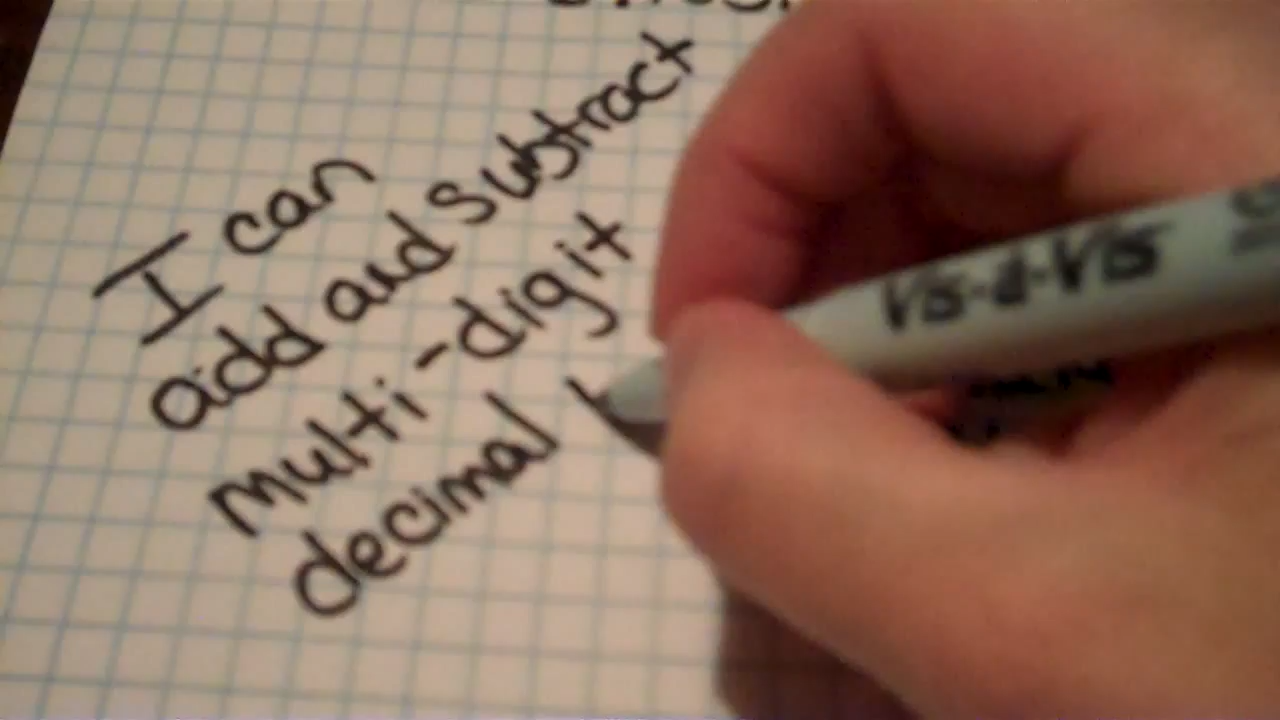 I can
add and subtract
multi-digit
decimal
Vis-à-Vis